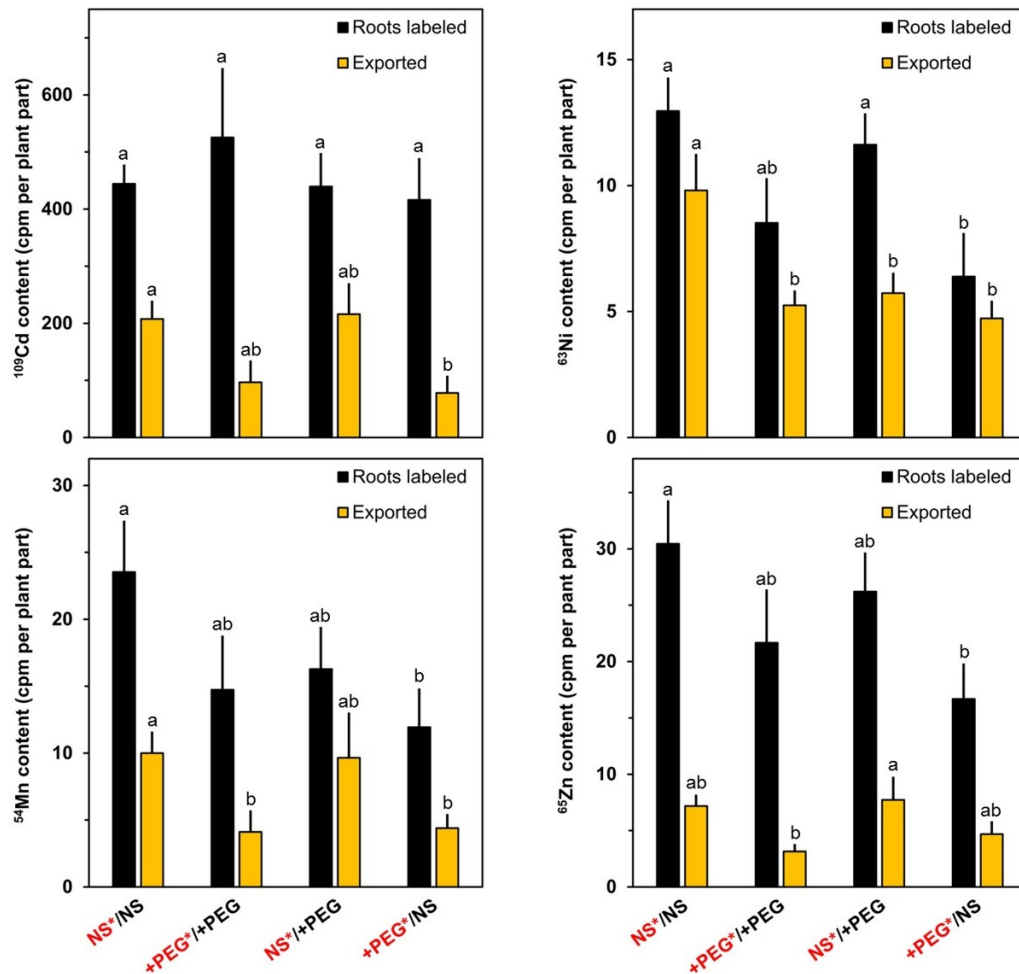 Roots labeled
Exported
¹⁰⁹Cd content (cpm per plant part)
600
400
200
0
a
a
a
ab
a
ab
a
b
Roots labeled
Exported
⁶³Ni content (cpm per plant part)
15
10
5
0
a
a
ab
b
a
b
b
b
Roots labeled
Exported
⁵⁴Mn content (cpm per plant part)
30
20
10
0
a
a
ab
b
ab
ab
b
b
NS*/NS
+PEG*/+PEG
NS*/+PEG
+PEG*/NS
Roots labeled
Exported
⁶⁵Zn content (cpm per pant part)
30
20
10
0
a
ab
ab
b
ab
a
b
ab
NS*/NS
+PEG*/+PEG
NS*/+PEG
+PEG*/NS